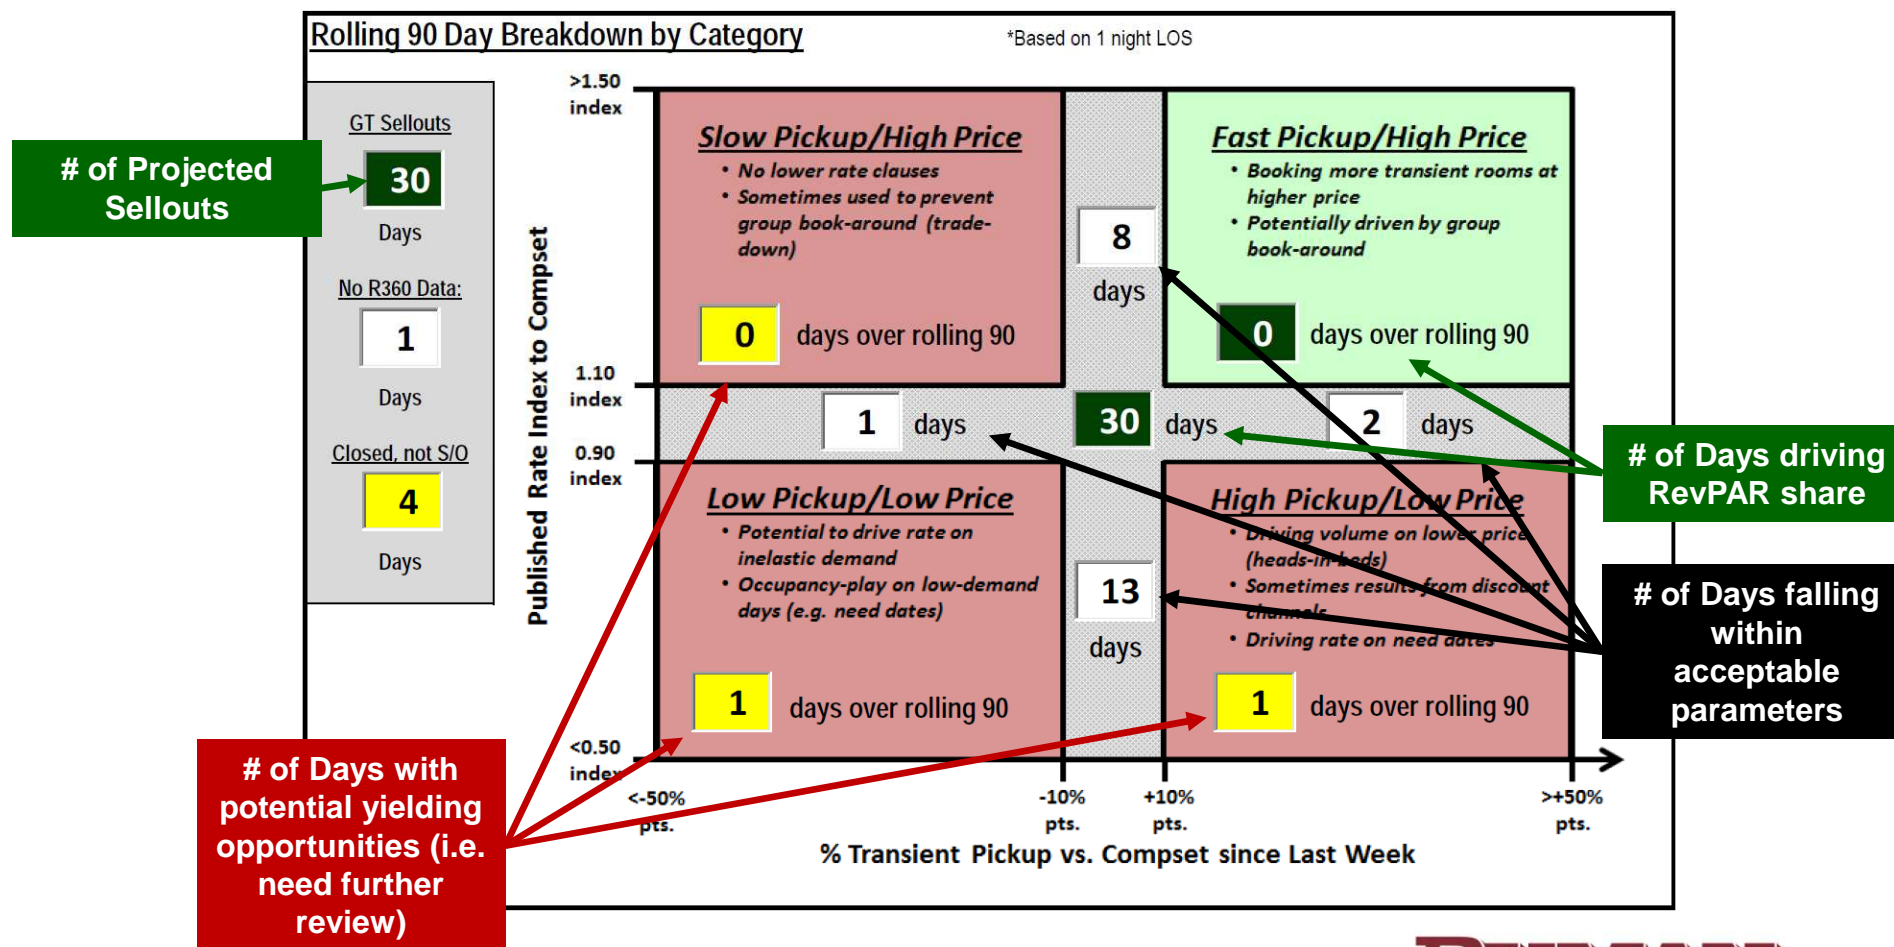 Rolling 90 Day Breakdown by Category
*Based on 1 night LOS
# of Projected
Sellouts
GT Sellouts
30
Days
No R360 Data:
1
Days
Closed, not S/O
4
Days
Published Rate Index to Compset
>1.50
index
1.10
index
0.90
index
<0.50
index
Slow Pickup/High Price
• No lower rate clauses
• Sometimes used to prevent
group book-around (trade-
down)
0 days over rolling 90
8
days
Fast Pickup/High Price
• Booking more transient rooms at
higher price
• Potentially driven by group
book-around
0 days over rolling 90
1 days
30 days
2 days
Low Pickup/Low Price
• Potential to drive rate on
inelastic demand
• Occupancy-play on low-demand
days (e.g. need dates)
1 days over rolling 90
13
days
High Pickup/Low Price
• Driving volume on lower price
(heads-in-beds)
• Sometimes results from discount
channels
• Driving rate on need dates
1 days over rolling 90
<-50%
pts.
-10%
pts.
+10%
pts.
>+50%
pts.
% Transient Pickup vs. Compset since Last Week
# of Days driving
RevPAR share
# of Days falling
within
acceptable
parameters
# of Days with
potential yielding
opportunities (i.e.
need further
review)